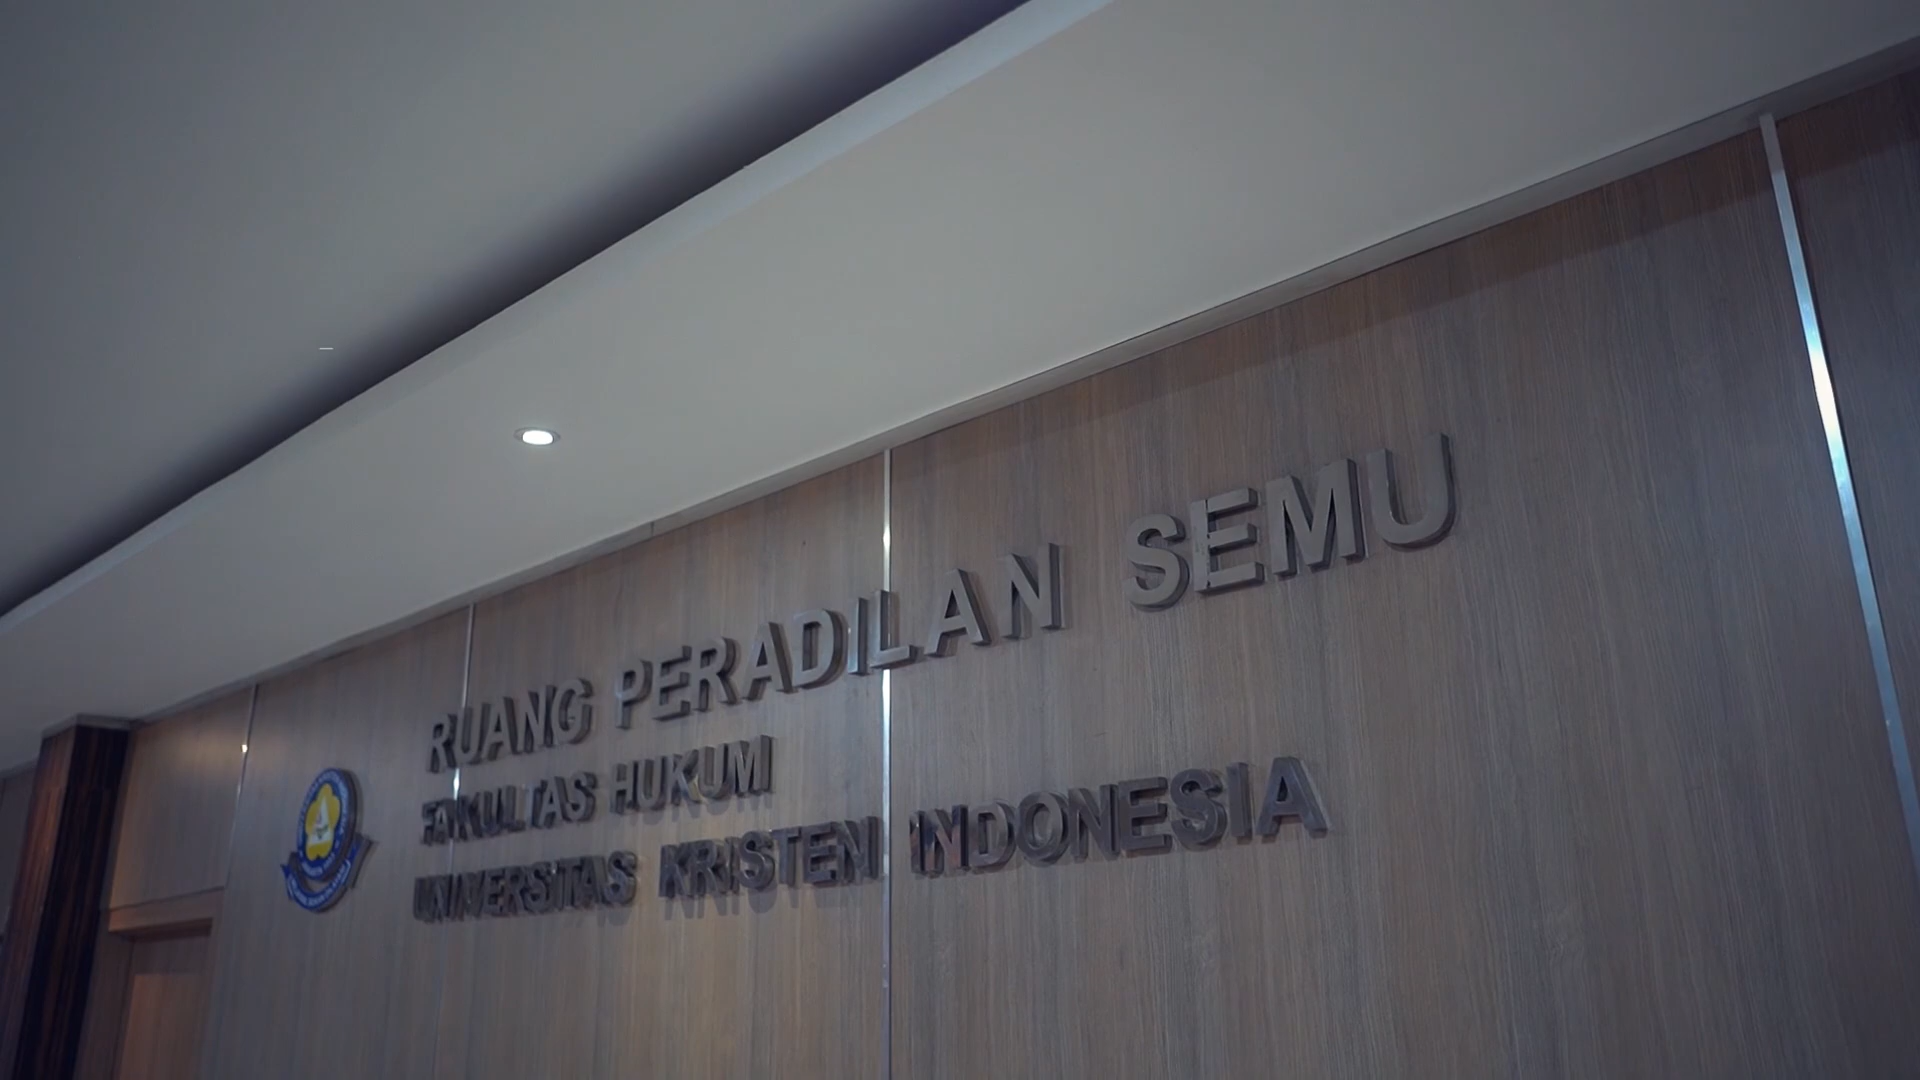 RUANG PERADILAN SEMU
FAKULTAS HUKUM
UNIVERSITAS KRISTEN INDONESIA